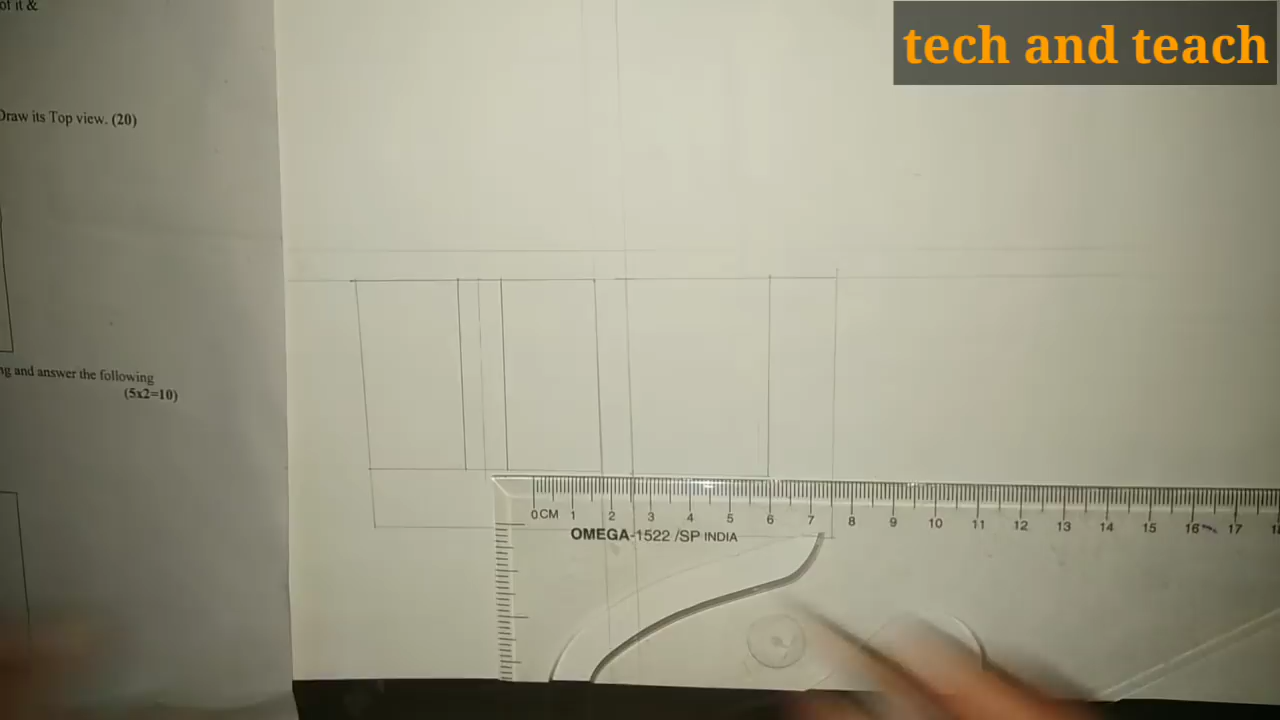 of it &
tech and teach
Draw its Top view. (20)
and answer the following
(5x2=10)
0CM 1 2 3 4 5 6 7 8 9 10 11 12 13 14 15 16 17
OMEGA-1522 /SP INDIA